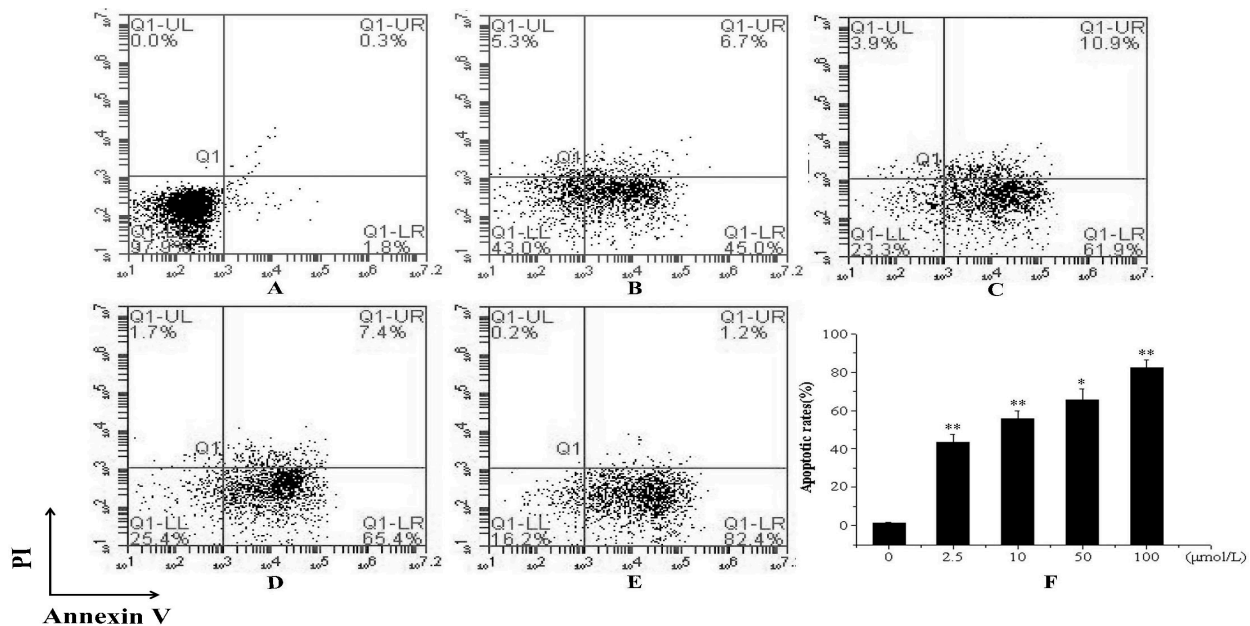 Q1-UL Q1-UR
0.0% 0.3%
Q1
97.9%
Q1-LR
1.8%
A
Q1-UL Q1-UR
5.3% 6.7%
Q1
Q1-LL Q1-LR
43.0% 45.0%
B
Q1-UL Q1-UR
3.9% 10.9%
Q1
Q1-LL Q1-LR
23.3% 61.9%
C
Q1-UL Q1-UR
1.7% 7.4%
Q1
Q1-LL Q1-LR
25.4% 65.4%
D
Q1-UL Q1-UR
0.2% 1.2%
Q1
Q1-LL Q1-LR
16.2% 82.4%
E
PI
Annexin V
Apoptotic rates(%)
100
80
60
40
20
0
** ** * **
0 2.5 10 50 100 (μmol/L)
F